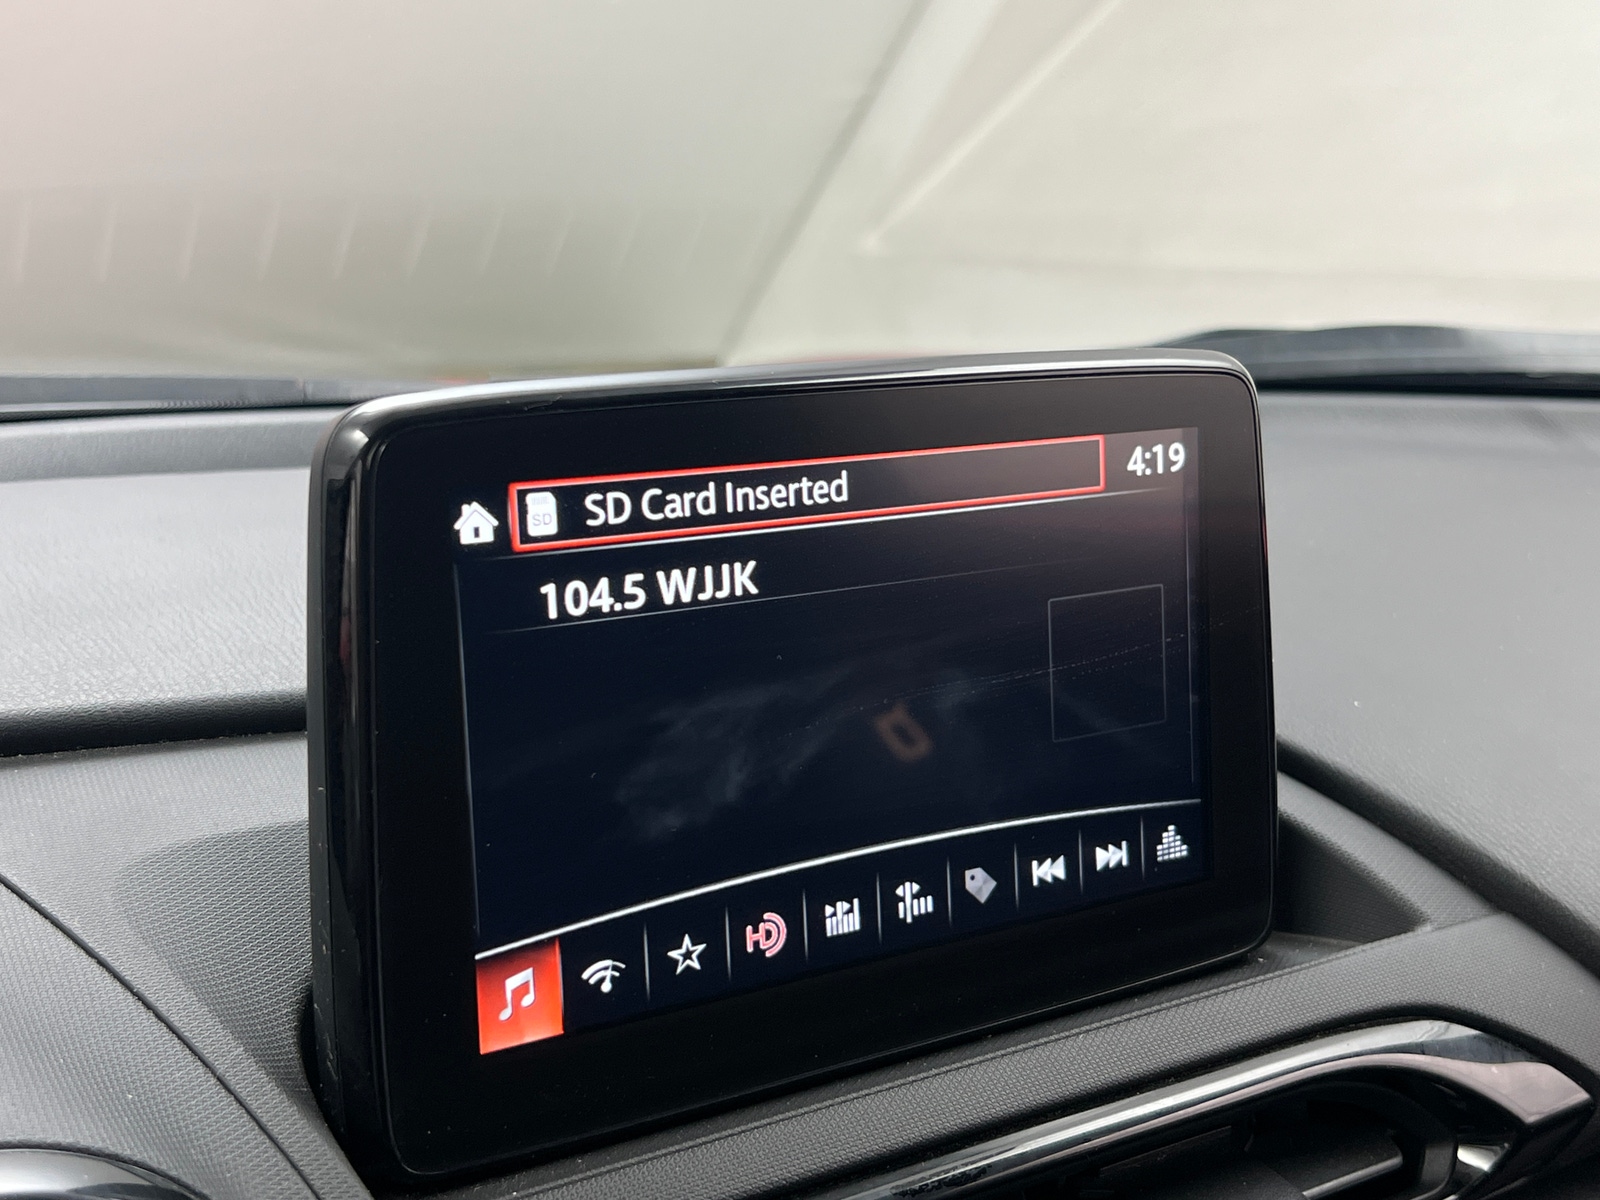 SD SD Card Inserted 4:19
104.5 WJJK
HD